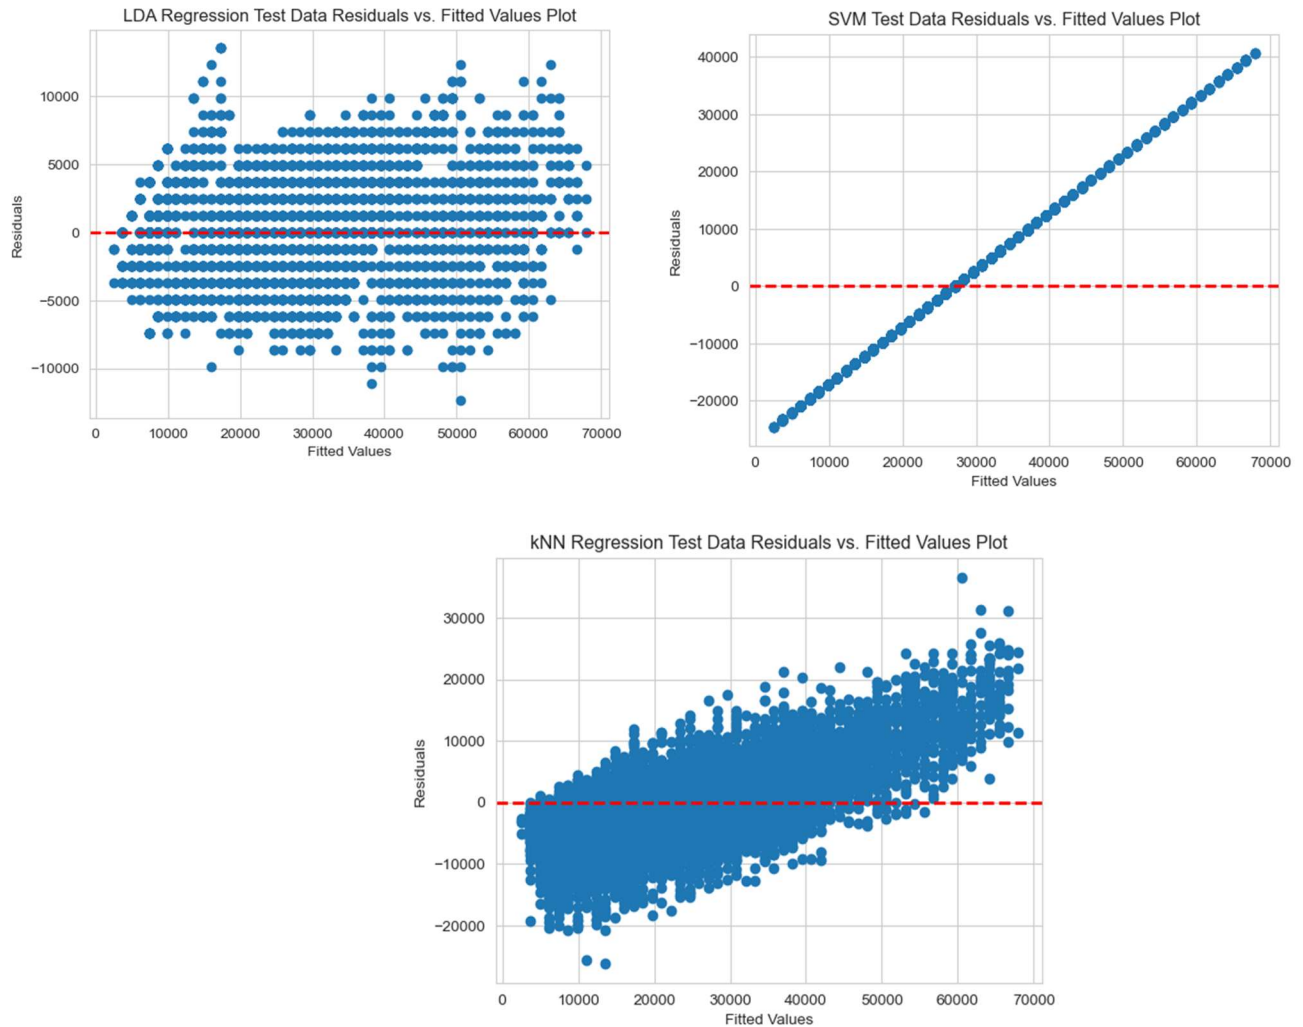 LDA Regression Test Data Residuals vs. Fitted Values Plot
10000
5000
0
−5000
−10000
Residuals
0 10000 20000 30000 40000 50000 60000 70000
Fitted Values
SVM Test Data Residuals vs. Fitted Values Plot
40000
30000
20000
10000
0
−10000
−20000
Residuals
0 10000 20000 30000 40000 50000 60000 70000
Fitted Values
kNN Regression Test Data Residuals vs. Fitted Values Plot
30000
20000
10000
0
−10000
−20000
Residuals
0 10000 20000 30000 40000 50000 60000 70000
Fitted Values